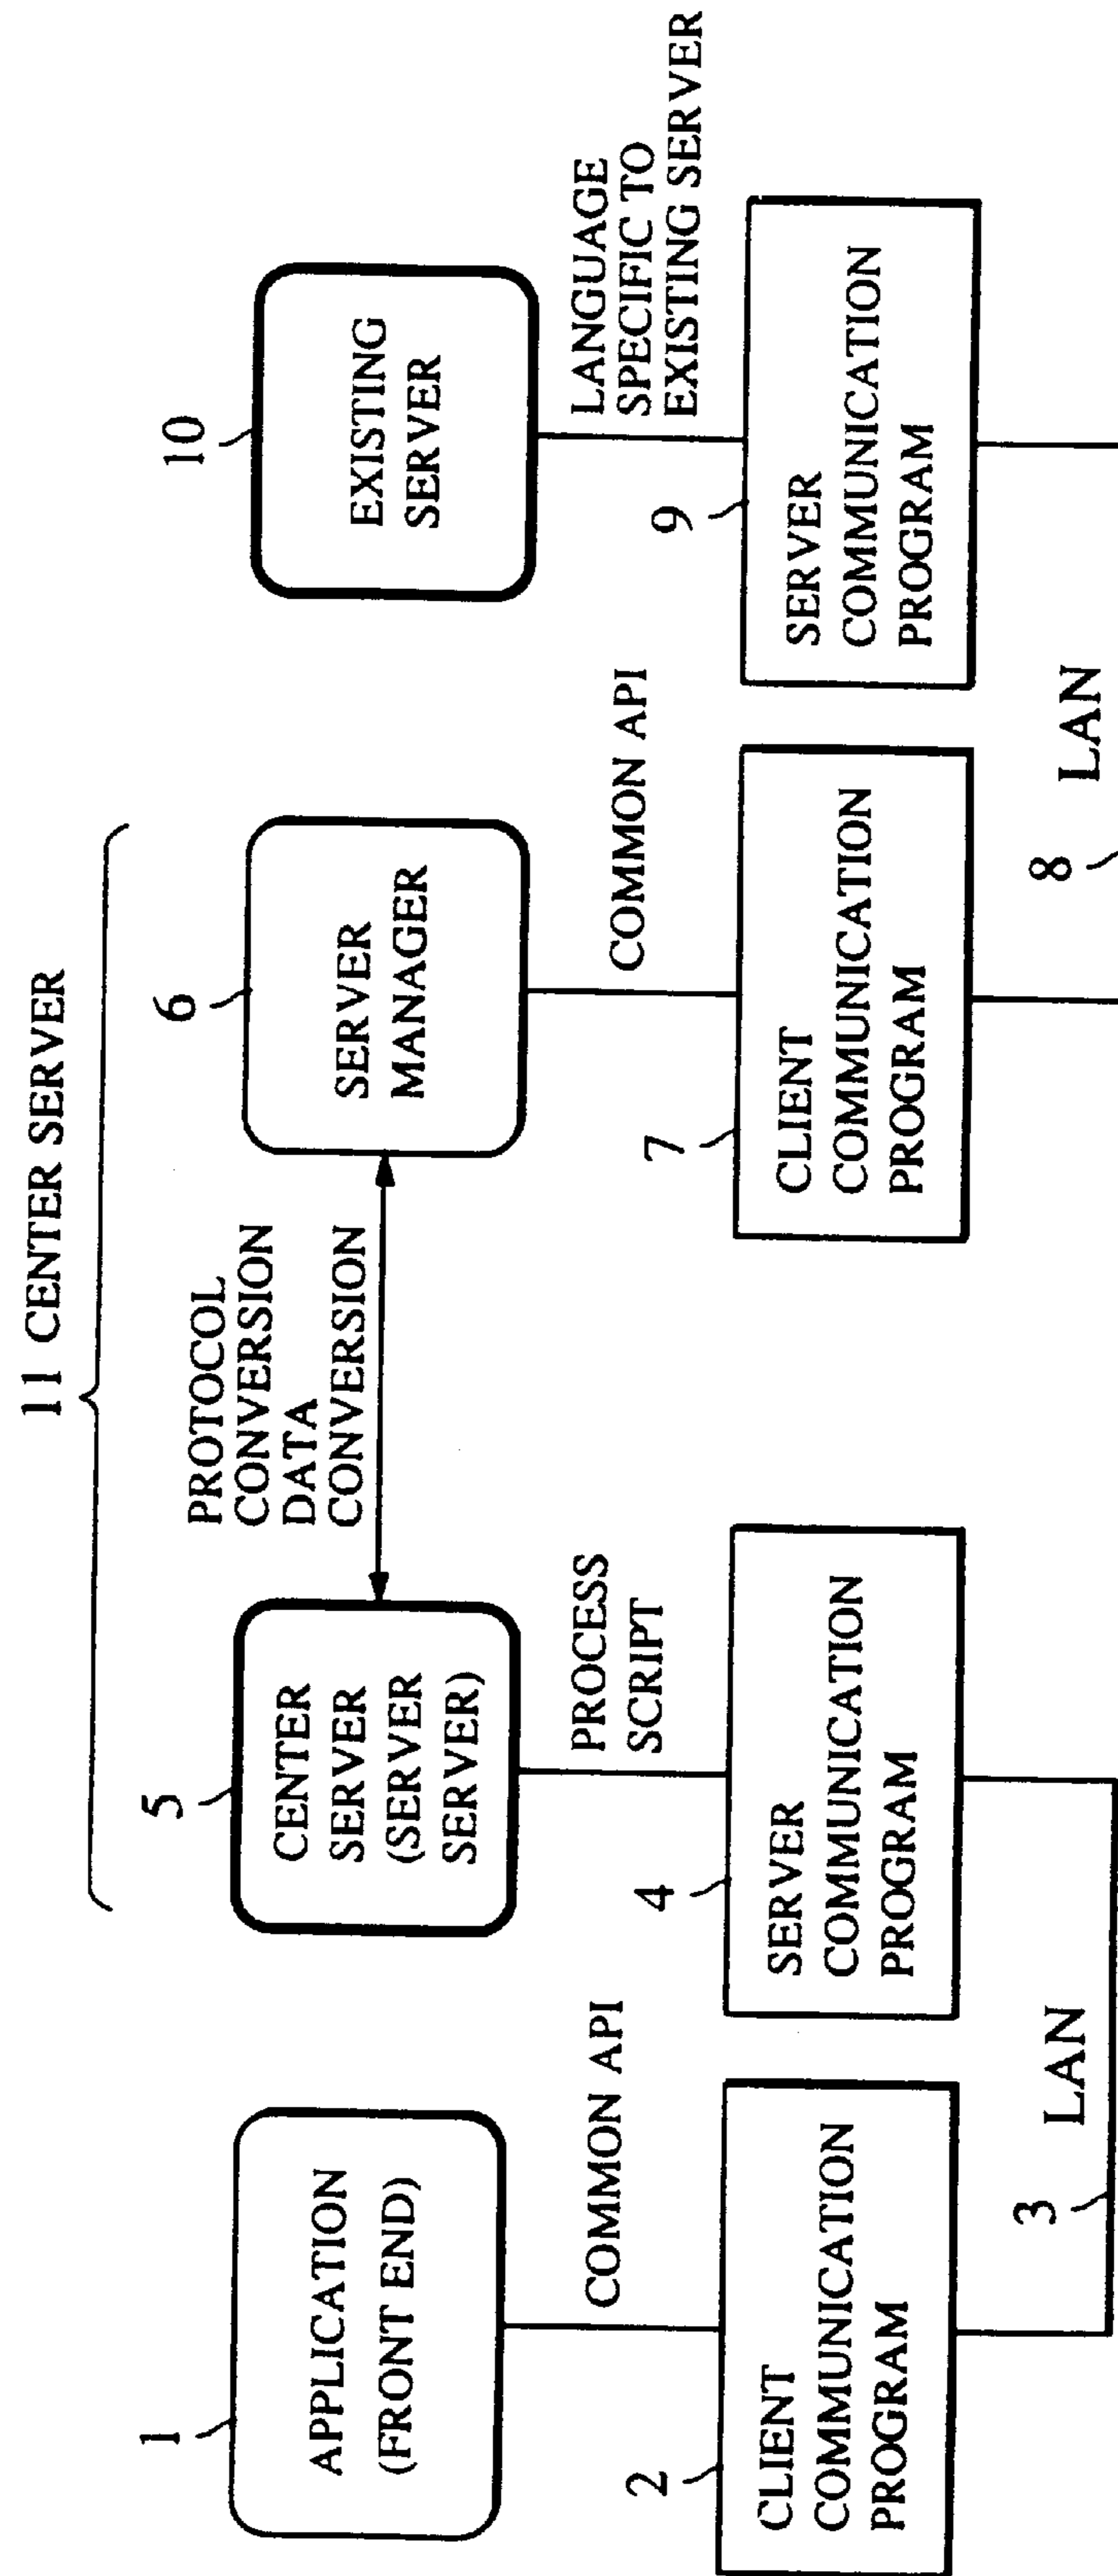 11 CENTER SERVER
1
APPLICATION
(FRONT END)
COMMON API
2
CLIENT
COMMUNICATION
PROGRAM
3
LAN
5
CENTER
SERVER
(SERVER
SERVER)
PROCESS
SCRIPT
4
SERVER
COMMUNICATION
PROGRAM
PROTOCOL
CONVERSION
DATA
CONVERSION
6
SERVER
MANAGER
COMMON API
7
CLIENT
COMMUNICATION
PROGRAM
8
LAN
10
EXISTING
SERVER
LANGUAGE
SPECIFIC TO
EXISTING SERVER
9
SERVER
COMMUNICATION
PROGRAM